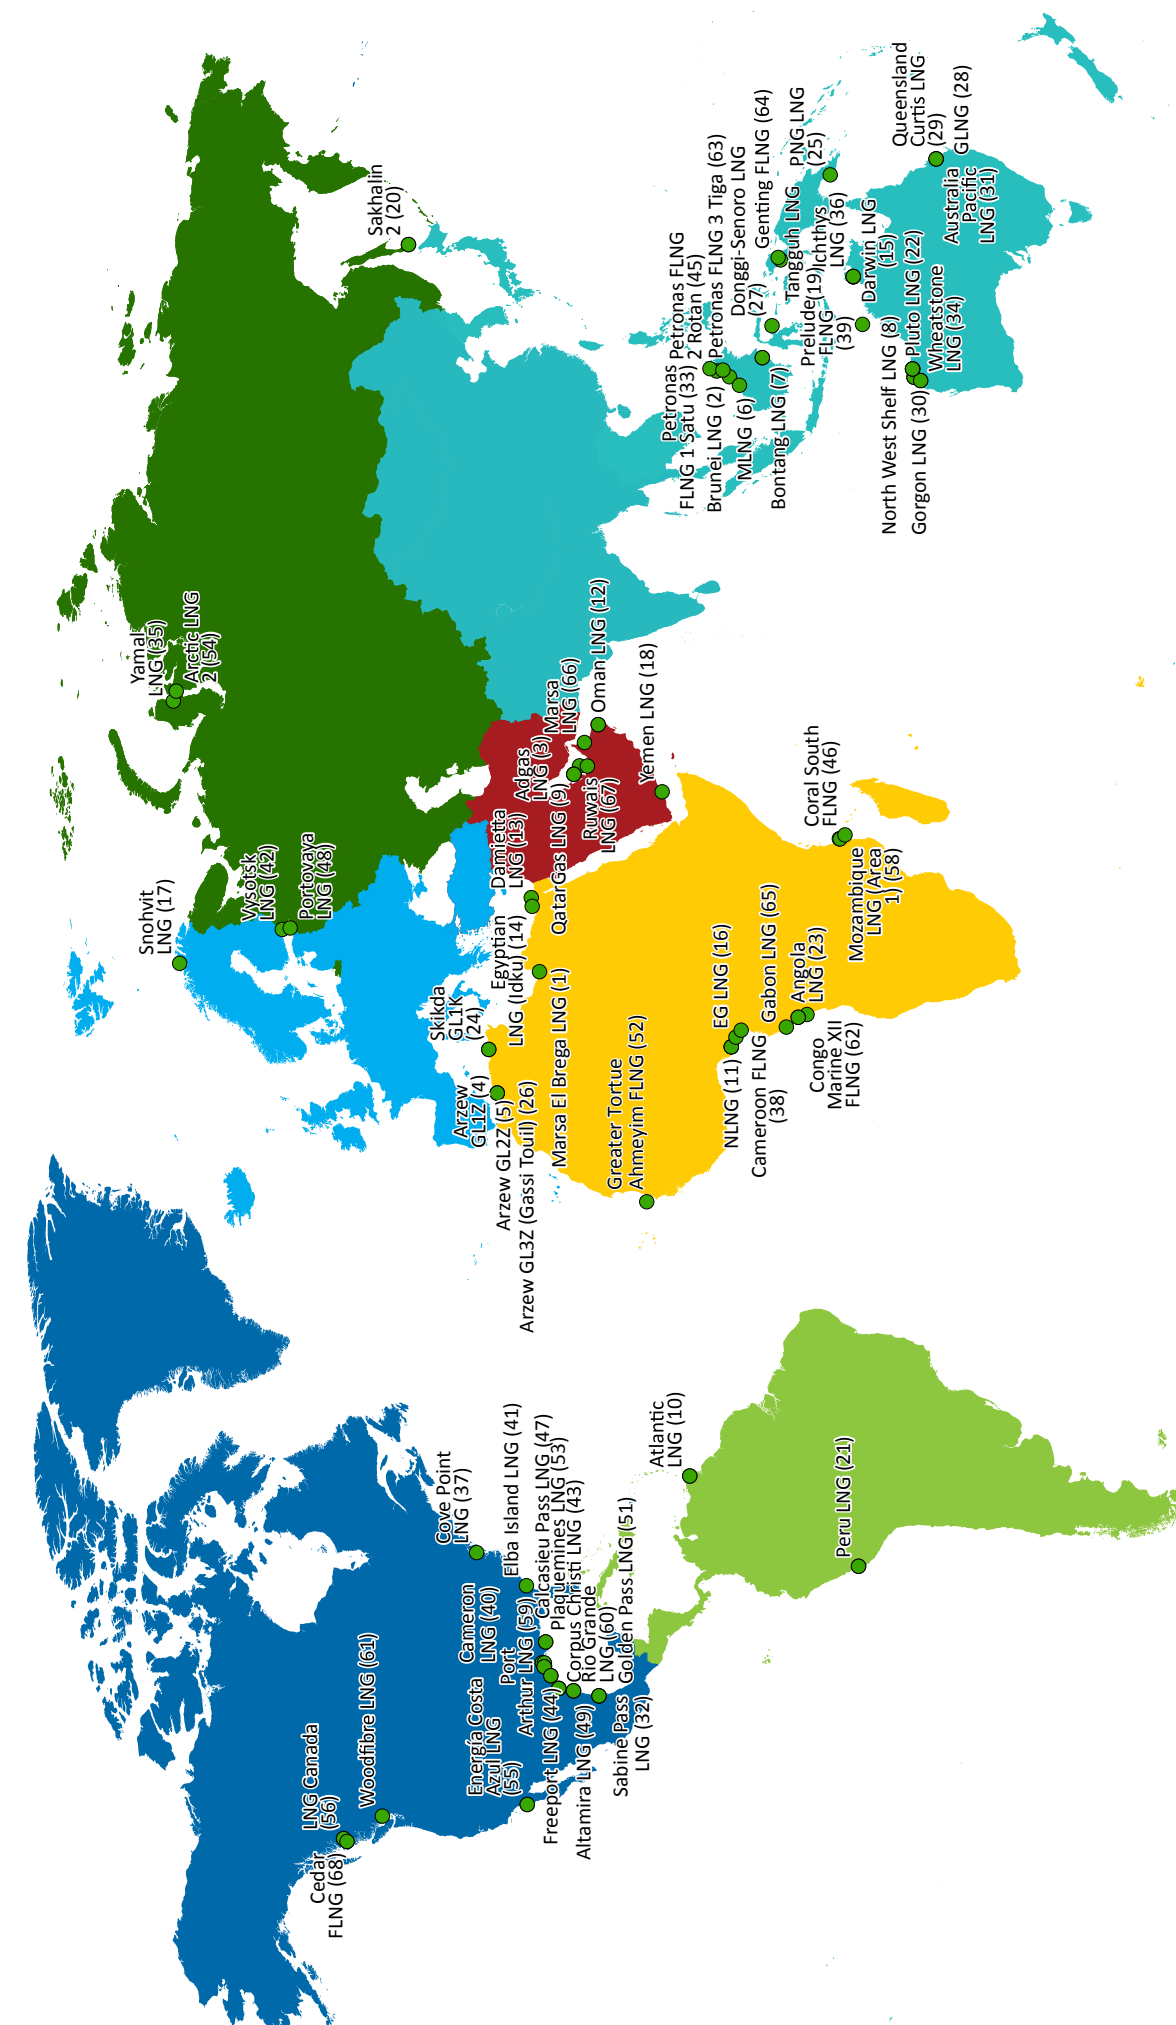 Cedar
FLNG (68)
LNG Canada
(56)
Woodfibre LNG (61)
Energía Costa
Azul LNG
(55)
Cameron
LNG (40)
Port
Arthur LNG (59)
Freeport LNG (44)
Altamira LNG (49)
Sabine Pass
LNG (32)
Cove Point
LNG (37)
Elba Island LNG (41)
Calcasieu Pass LNG (47)
Plaquemines LNG (53)
Corpus Christi LNG (43)
Rio Grande
LNG (60)
Golden Pass LNG (51)
Atlantic
LNG (10)
Peru LNG (21)
Snohvit
LNG (17)
Vysotsk
LNG (42)
Portovaya
LNG (48)
Yamal
LNG (35)
Arctic LNG
2 (54)
Sakhalin
2 (20)
Skikda
GL1K
(24)
Arzew
GL1Z (4)
Arzew GL2Z (5)
Arzew GL3Z (Gassi Touil) (26)
Marsa El Brega LNG (1)
Egyptian
LNG (Idku) (14)
Damietta
LNG (13)
Greater Tortue
Ahmeyim FLNG (52)
NLNG (11)
EG LNG (16)
Cameroon FLNG
(38)
Gabon LNG (65)
Angola
LNG (23)
Congo
Marine XII
FLNG (62)
Coral South
FLNG (46)
Mozambique
LNG (Area
1) (58)
Adgas
LNG (3)
QatarGas LNG (9)
Ruwais
LNG (67)
Marsa
LNG (66)
Oman LNG (12)
Yemen LNG (18)
Petronas
FLNG 1 Satu (33)
Petronas FLNG
2 Rotan (45)
Petronas FLNG 3 Tiga (63)
Brunei LNG (2)
MLNG (6)
Bontang LNG (7)
Donggi-Senoro LNG
(27)
Genting FLNG (64)
Tangguh LNG
(19)
PNG LNG
(25)
Prelude
FLNG
(39)
Ichthys
LNG (36)
Darwin LNG
(15)
North West Shelf LNG (8)
Pluto LNG (22)
Gorgon LNG (30)
Wheatstone
LNG (34)
Queensland
Curtis LNG
(29)
GLNG (28)
Australia
Pacific
LNG (31)